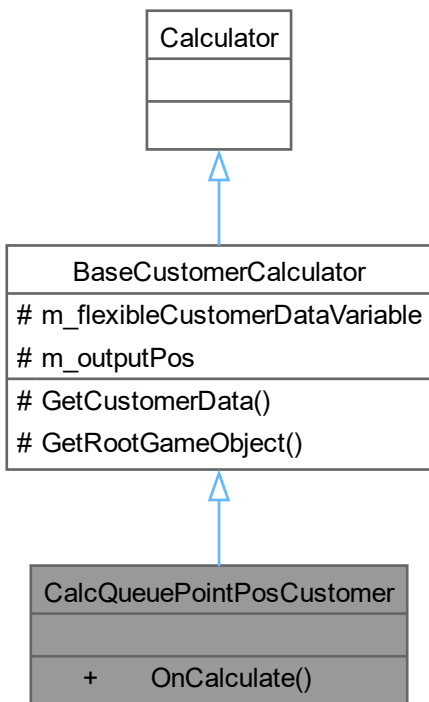 Calculator
BaseCustomerCalculator
# m_flexibleCustomerDataVariable
# m_outputPos
# GetCustomerData()
# GetRootGameObject()
CalcQueuePointPosCustomer
+ OnCalculate()